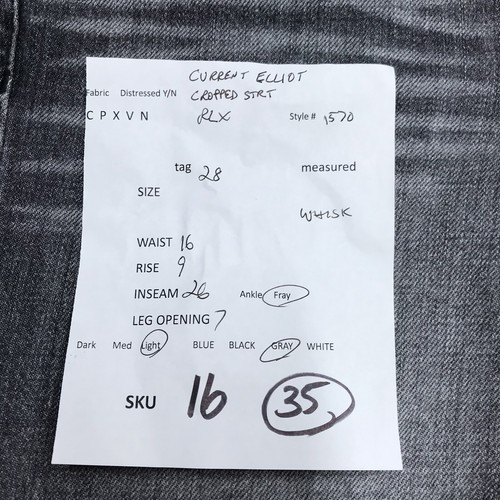 CURRENT ELLIOT
Fabric Distressed Y/N CROPPED STRT
C P X V N RLX Style # 1570
tag 28 measured
SIZE
WHISK
WAIST 16
RISE 9
INSEAM 26 Ankle Fray
LEG OPENING 7
Dark Med Light BLUE BLACK GRAY WHITE
SKU 16 35